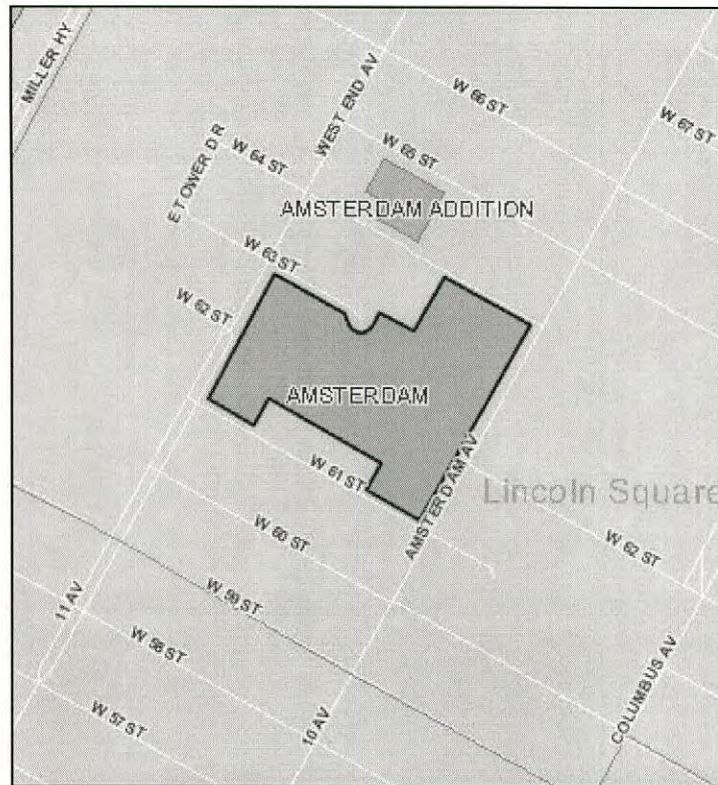 MILLER HY
WEST END AV
W 66 ST
W 67 ST
E TOWER DR
W 64 ST
W 65 ST
AMSTERDAM ADDITION
W 63 ST
W 62 ST
AMSTERDAM
W 61 ST
AMSTERDAM AV
Lincoln Square
W 60 ST
W 62 ST
W 59 ST
11 AV
W 58 ST
COLUMBUS AV
W 57 ST
10 AV